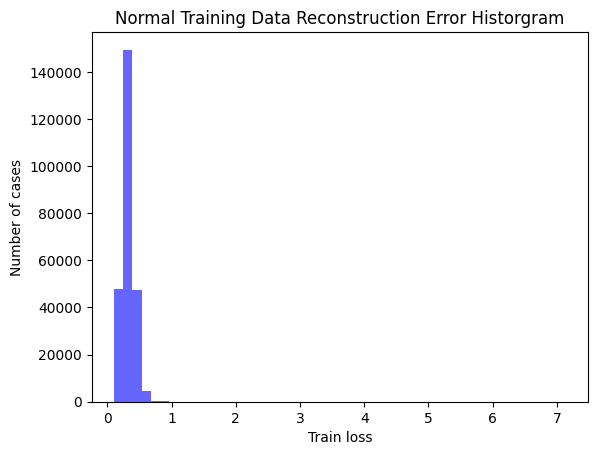 Normal Training Data Reconstruction Error Historgram
140000
120000
100000
80000
60000
40000
20000
0
Number of cases
0 1 2 3 4 5 6 7
Train loss